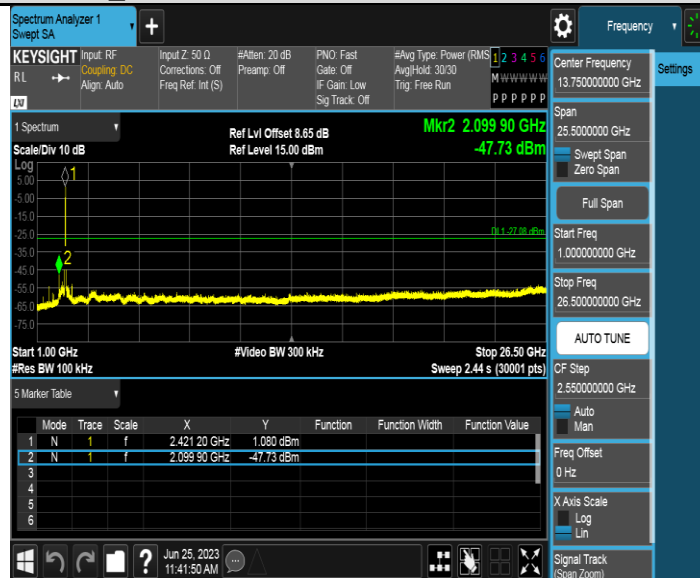 Spectrum Analyzer 1
Swept SA
+
Frequency
KEYSIGHT
RL
LXI
Input: RF
Coupling: DC
Align: Auto
Input Z: 50 Ω
Corrections: Off
Freq Ref: Int (S)
#Atten: 20 dB
Preamp: Off
PNO: Fast
Gate: Off
IF Gain: Low
Sig Track: Off
#Avg Type: Power (RMS
Avg|Hold: 30/30
Trig: Free Run
1 2 3 4 5 6
M W W W W W
P P P P P P
1 Spectrum
Scale/Div 10 dB
Ref Lvl Offset 8.65 dB
Ref Level 15.00 dBm
Mkr2 2.099 90 GHz
-47.73 dBm
Log
5.00
-5.00
-15.0
-25.0
-35.0
-45.0
-55.0
-65.0
-75.0
1
2
DL1 -27.08 dBm
Start 1.00 GHz
#Res BW 100 kHz
#Video BW 300 kHz
Stop 26.50 GHz
Sweep 2.44 s (30001 pts)
5 Marker Table
Mode Trace Scale X Y Function Function Width Function Value
1 N 1 f 2.421 20 GHz 1.080 dBm
2 N 1 f 2.099 90 GHz -47.73 dBm
3
4
5
6
?
Jun 25, 2023
11:41:50 AM
Center Frequency
13.750000000 GHz
Settings
Span
25.5000000 GHz
Swept Span
Zero Span
Full Span
Start Freq
1.000000000 GHz
Stop Freq
26.500000000 GHz
AUTO TUNE
CF Step
2.550000000 GHz
Auto
Man
Freq Offset
0 Hz
X Axis Scale
Log
Lin
Signal Track
(Span Zoom)